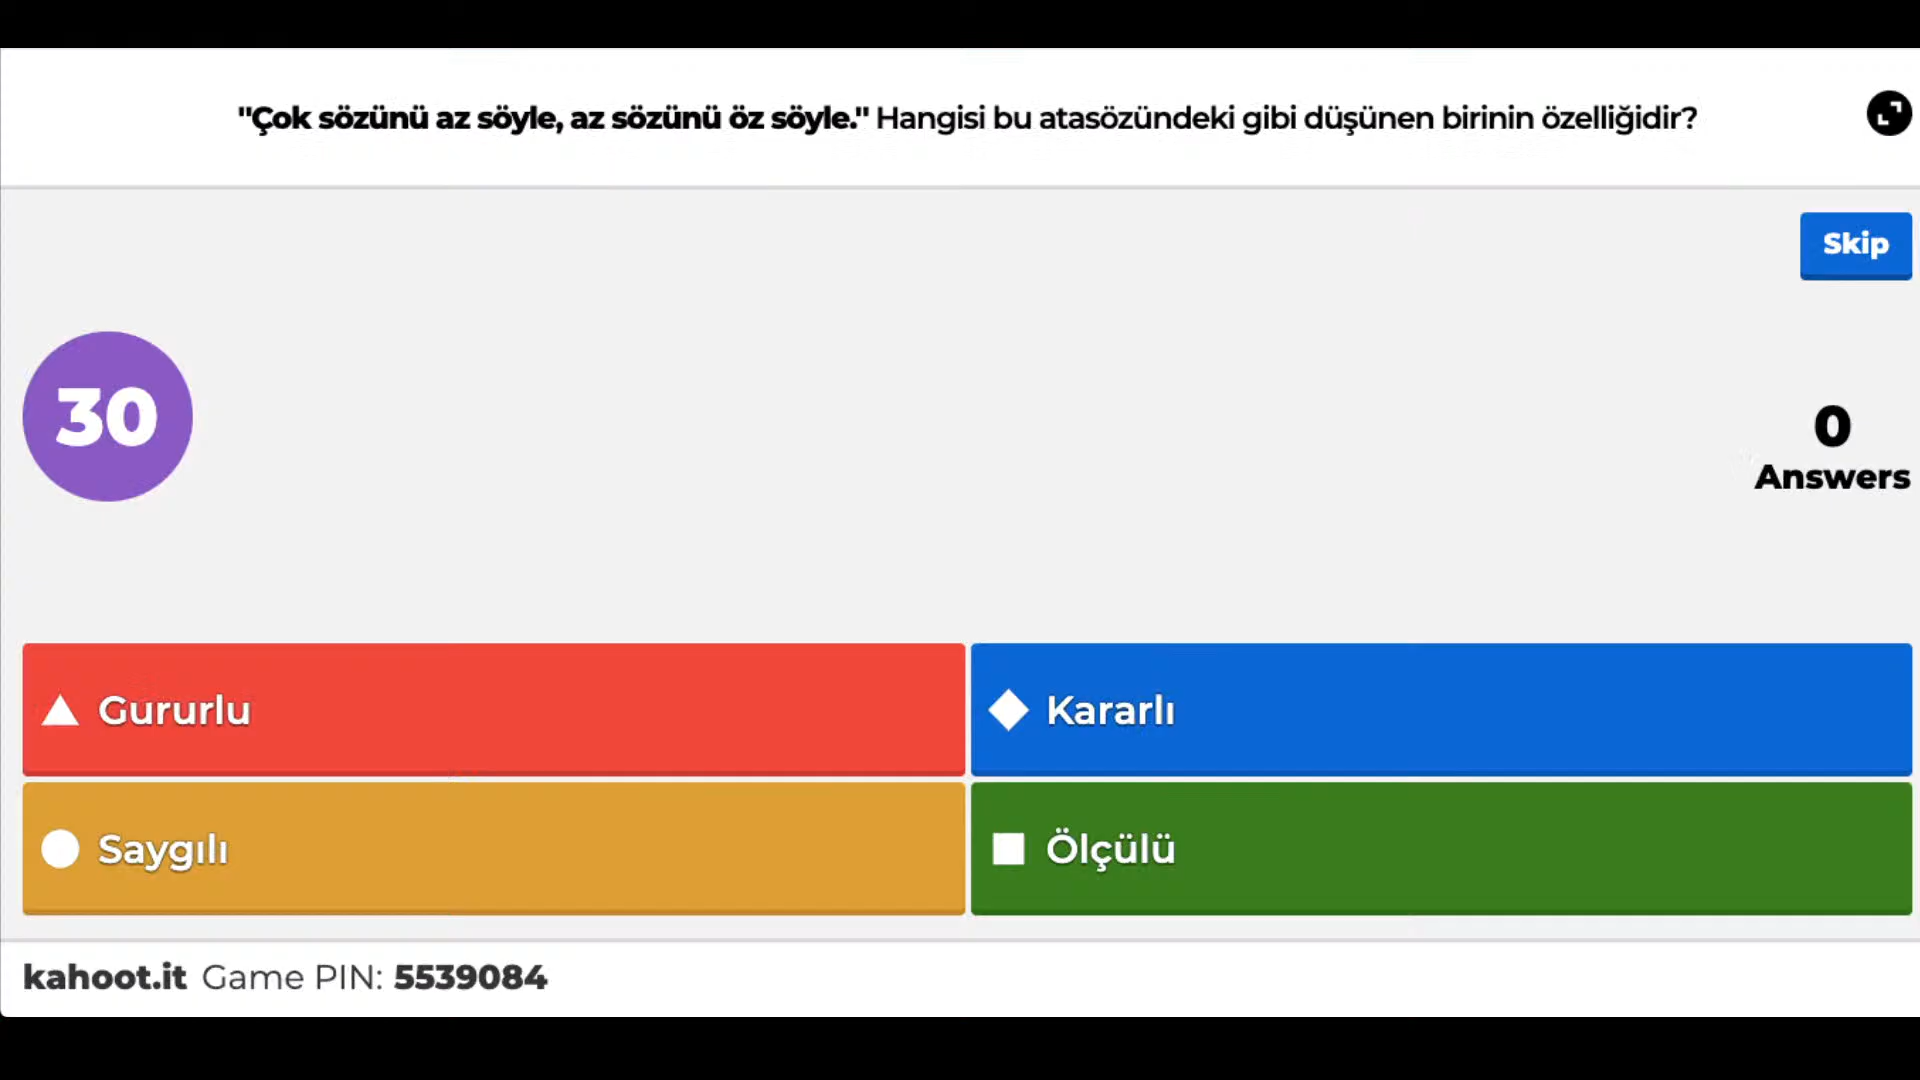 "Çok sözünü az söyle, az sözünü öz söyle." Hangisi bu atasözündeki gibi düşünen birinin özelliğidir?
Skip
30
0
Answers
Gururlu
Kararlı
Saygılı
Ölçülü
kahoot.it Game PIN: 5539084